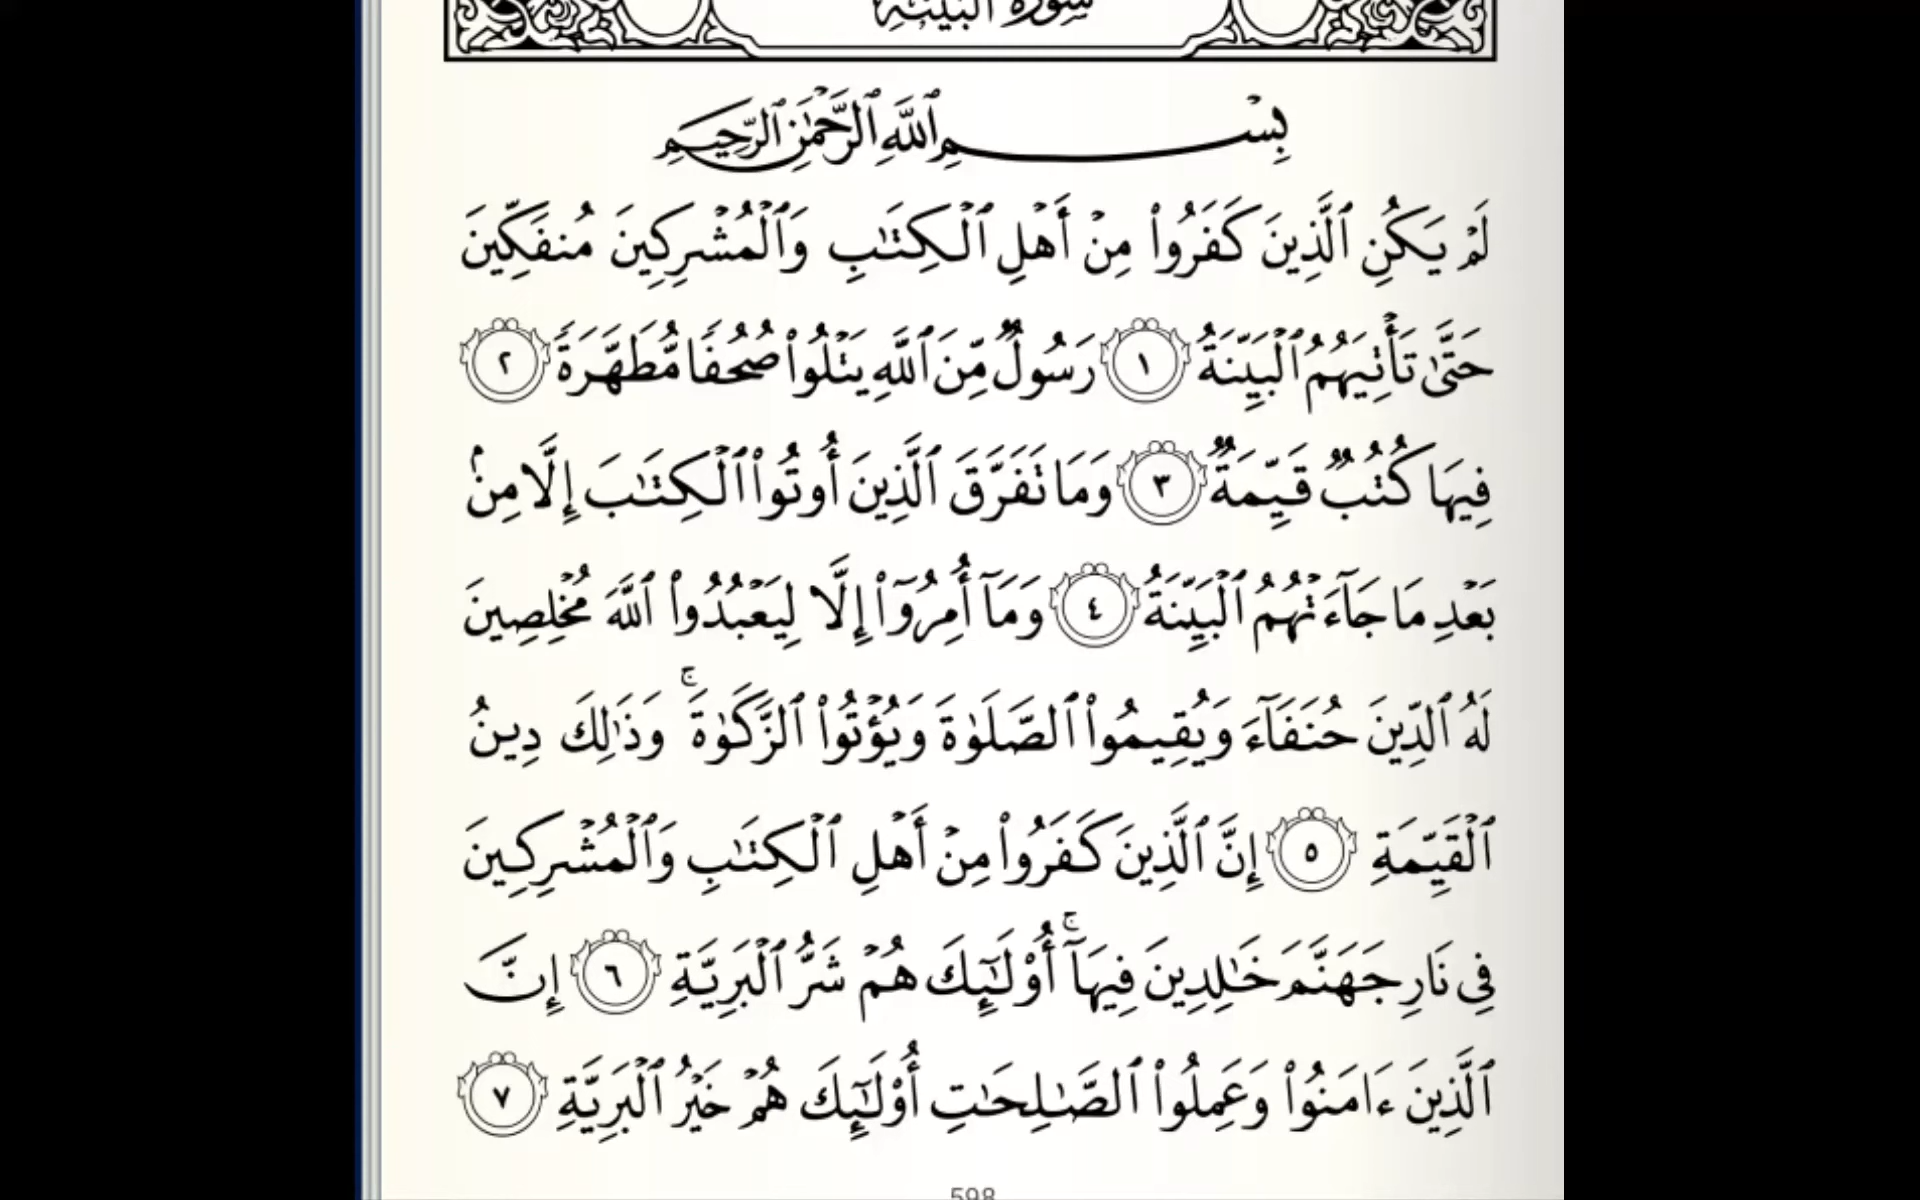 سورة البينة
بِسْمِ ٱللَّهِ ٱلرَّحْمَٰنِ ٱلرَّحِيمِ
لَمْ يَكُنِ ٱلَّذِينَ كَفَرُوا۟ مِنْ أَهْلِ ٱلْكِتَٰبِ وَٱلْمُشْرِكِينَ مُنفَكِّينَ
حَتَّىٰ تَأْتِيَهُمُ ٱلْبَيِّنَةُ ١ رَسُولٌ مِّنَ ٱللَّهِ يَتْلُوا۟ صُحُفًا مُّطَهَّرَةً ٢
فِيهَا كُتُبٌ قَيِّمَةٌ ٣ وَمَا تَفَرَّقَ ٱلَّذِينَ أُوتُوا۟ ٱلْكِتَٰبَ إِلَّا مِنۢ
بَعْدِ مَا جَآءَتْهُمُ ٱلْبَيِّنَةُ ٤ وَمَآ أُمِرُوٓا۟ إِلَّا لِيَعْبُدُوا۟ ٱللَّهَ مُخْلِصِينَ
لَهُ ٱلدِّينَ حُنَفَآءَ وَيُقِيمُوا۟ ٱلصَّلَوٰةَ وَيُؤْتُوا۟ ٱلزَّكَوٰةَ ۚ وَذَٰلِكَ دِينُ
ٱلْقَيِّمَةِ ٥ إِنَّ ٱلَّذِينَ كَفَرُوا۟ مِنْ أَهْلِ ٱلْكِتَٰبِ وَٱلْمُشْرِكِينَ
فِى نَارِ جَهَنَّمَ خَٰلِدِينَ فِيهَآ ۚ أُو۟لَٰٓئِكَ هُمْ شَرُّ ٱلْبَرِيَّةِ ٦ إِنَّ
ٱلَّذِينَ ءَامَنُوا۟ وَعَمِلُوا۟ ٱلصَّٰلِحَٰتِ أُو۟لَٰٓئِكَ هُمْ خَيْرُ ٱلْبَرِيَّةِ ٧
598